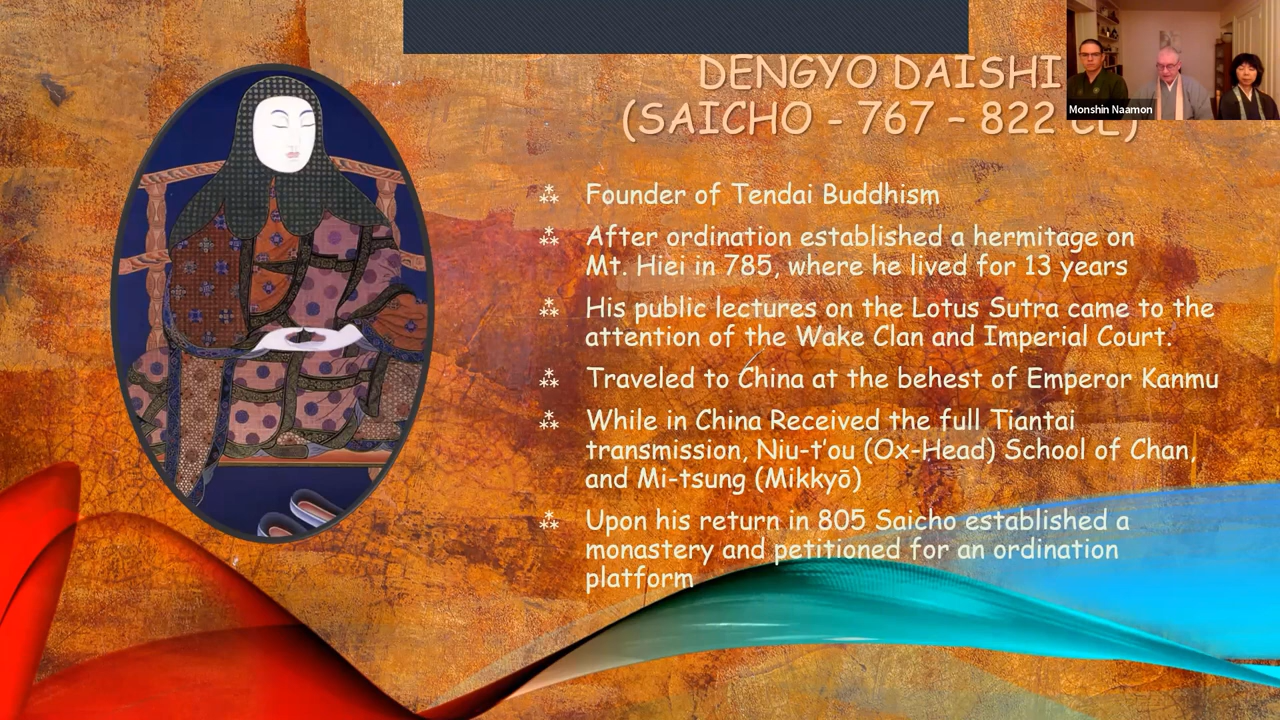 DENGYO DAISHI
(SAICHO - 767 – 822 CE)
Monshin Naamon
⁂ Founder of Tendai Buddhism
⁂ After ordination established a hermitage on
Mt. Hiei in 785, where he lived for 13 years
⁂ His public lectures on the Lotus Sutra came to the
attention of the Wake Clan and Imperial Court.
⁂ Traveled to China at the behest of Emperor Kanmu
⁂ While in China Received the full Tiantai
transmission, Niu-t’ou (Ox-Head) School of Chan,
and Mi-tsung (Mikkyō)
⁂ Upon his return in 805 Saicho established a
monastery and petitioned for an ordination
platform